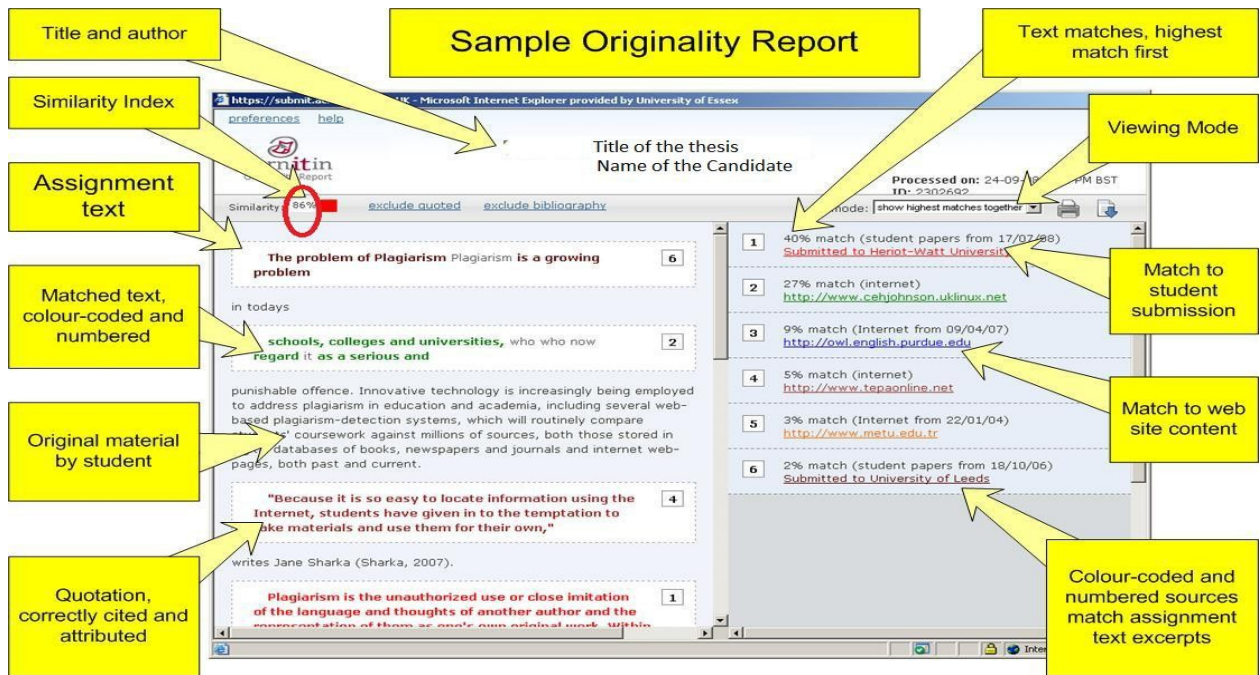 Title and author
Sample Originality Report
Text matches, highest
match first
Similarity Index
Viewing Mode
Assignment
text
Matched text,
colour-coded and
numbered
Original material
by student
Quotation,
correctly cited and
attributed
Match to
student
submission
Match to web
site content
Colour-coded and
numbered sources
match assignment
text excerpts
https://submit. UK - Microsoft Internet Explorer provided by University of Essex
preferences help
Title of the thesis
Name of the Candidate
Report
Processed on: 24-09- PM BST
ID: 2302692
Similarity: 86% exclude quoted exclude bibliography
mode: show highest matches together
The problem of Plagiarism Plagiarism is a growing 6
problem
in todays
schools, colleges and universities, who who now 2
regard it as a serious and
punishable offence. Innovative technology is increasingly being employed
to address plagiarism in education and academia, including several web-
based plagiarism-detection systems, which will routinely compare
coursework against millions of sources, both those stored in
databases of books, newspapers and journals and internet web-
pages, both past and current.
"Because it is so easy to locate information using the 4
Internet, students have given in to the temptation to
materials and use them for their own,"
writes Jane Sharka (Sharka, 2007).
Plagiarism is the unauthorized use or close imitation 1
of the language and thoughts of another author and the
representation of them as one's own original work. Within
1 40% match (student papers from 17/07/08)
Submitted to Heriot-Watt University
2 27% match (internet)
http://www.cehjohnson.uklinux.net
3 9% match (Internet from 09/04/07)
http://owl.english.purdue.edu
4 5% match (internet)
http://www.tepaonline.net
5 3% match (Internet from 22/01/04)
http://www.metu.edu.tr
6 2% match (student papers from 18/10/06)
Submitted to University of Leeds